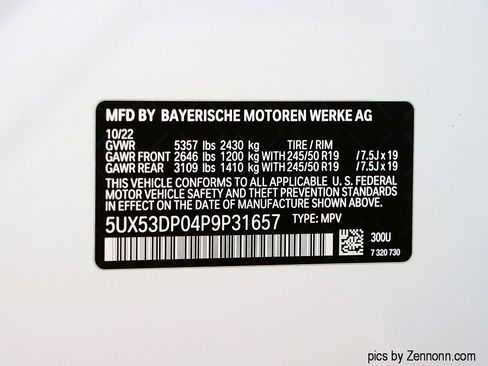 MFD BY BAYERISCHE MOTOREN WERKE AG
10/22
GVWR 5357 lbs 2430 kg TIRE / RIM
GAWR FRONT 2646 lbs 1200 kg WITH 245/50 R19 /7.5J x 19
GAWR REAR 3109 lbs 1410 kg WITH 245/50 R19 /7.5J x 19
THIS VEHICLE CONFORMS TO ALL APPLICABLE U. S. FEDERAL
MOTOR VEHICLE SAFETY AND THEFT PREVENTION STANDARDS
IN EFFECT ON THE DATE OF MANUFACTURE SHOWN ABOVE.
5UX53DP04P9P31657 TYPE: MPV
300U
7 320 730
pics by Zennonn.com